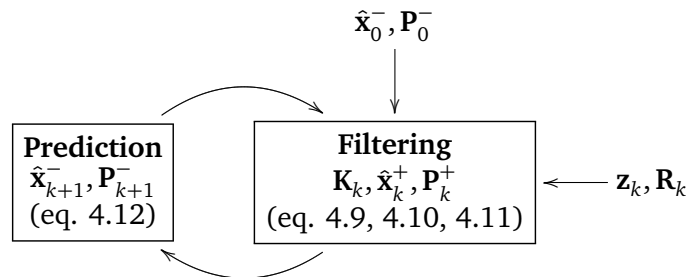 x̂₀⁻, P₀⁻
Prediction
x̂ₖ₊₁⁻, Pₖ₊₁⁻
(eq. 4.12)
Filtering
Kₖ, x̂ₖ⁺, Pₖ⁺
(eq. 4.9, 4.10, 4.11)
zₖ, Rₖ